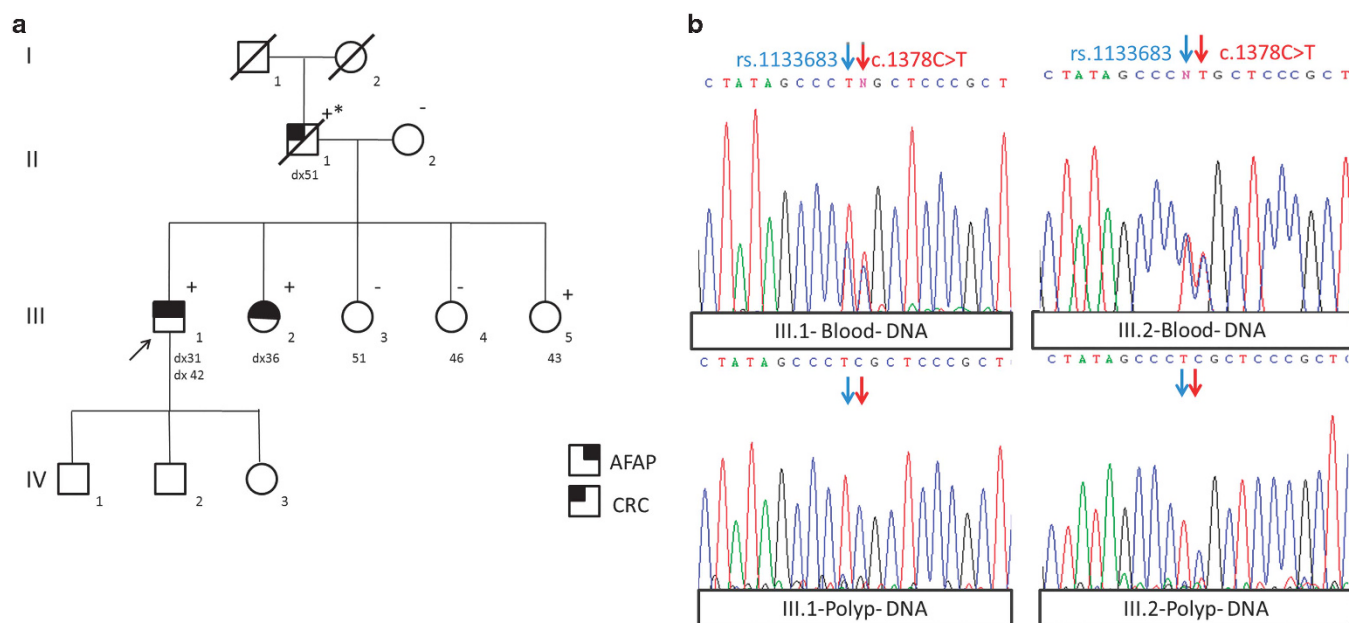 a
I
1
2
+*
-
II
1
2
dx51
+
+
-
-
+
III
1
2
3
4
5
dx31
dx36
51
46
43
dx 42
IV
1
2
3
AFAP
CRC
b
rs.1133683
c.1378C>T
C T A T A G C C C T N G C T C C C G C T
III.1- Blood- DNA
rs.1133683
c.1378C>T
C T A T A G C C C N T G C T C C C G C T
III.2-Blood- DNA
C T A T A G C C C T C G C T C C C G C T
III.1-Polyp- DNA
C T A T A G C C C T C G C T C C C G C T C
III.2-Polyp- DNA